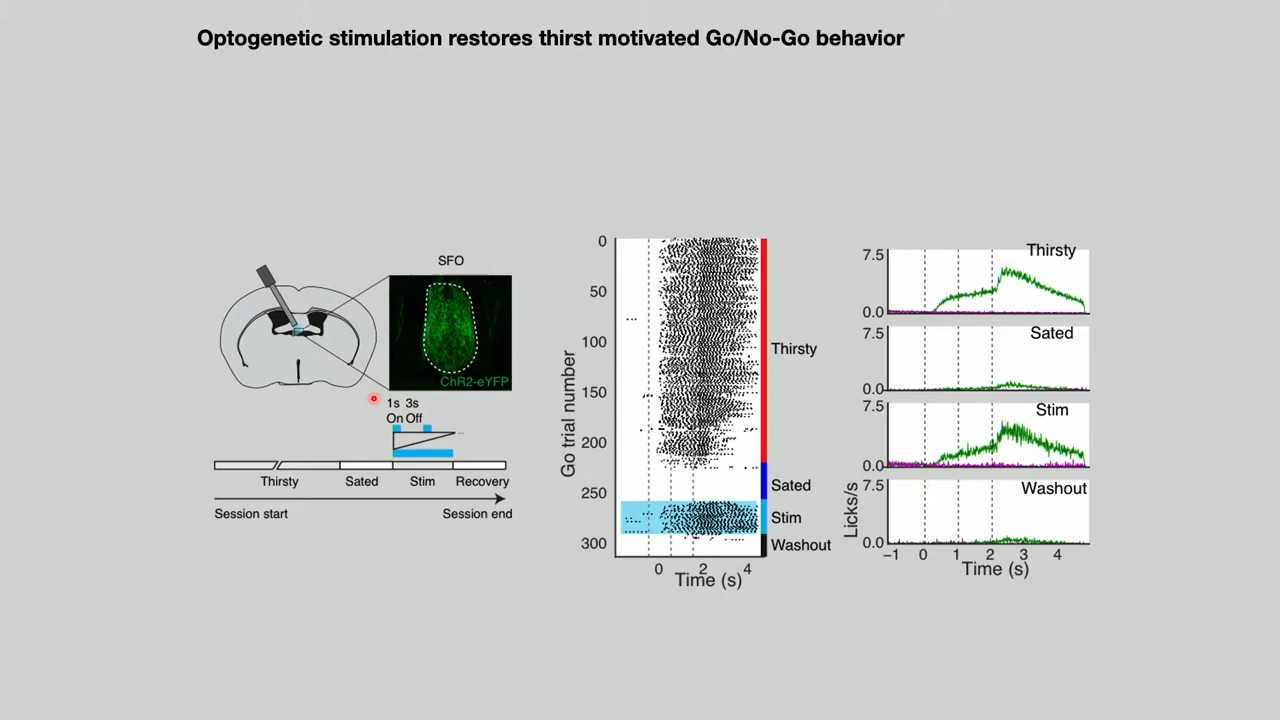 Optogenetic stimulation restores thirst motivated Go/No-Go behavior
SFO
ChR2-eYFP
1s 3s
On Off
...
Thirsty Sated Stim Recovery
Session start Session end
Go trial number
0
50
100
150
200
250
300
Thirsty
Sated
Stim
Washout
0 2 4
Time (s)
Licks/s
7.5
Thirsty
0.0
7.5
Sated
0.0
7.5
Stim
0.0
7.5
Washout
0.0
−1 0 1 2 3 4
Time (s)